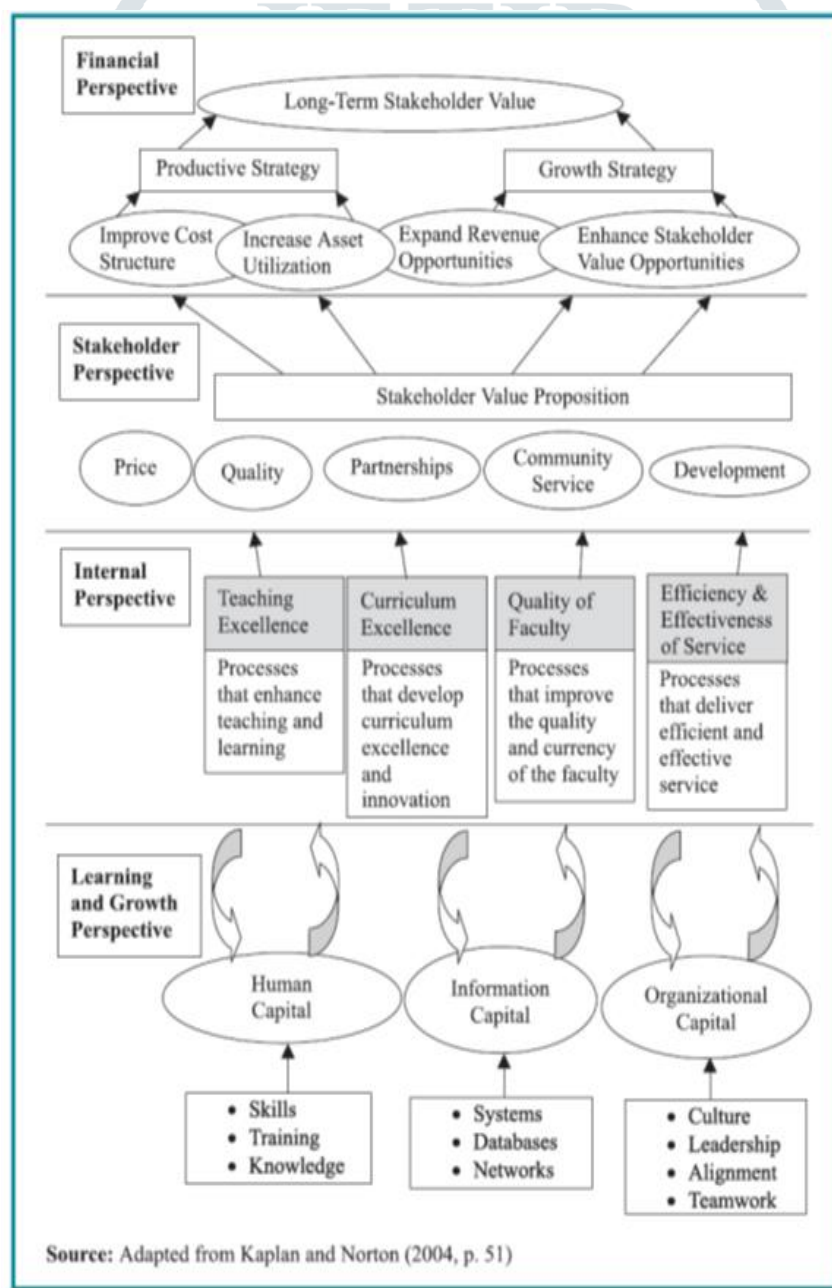 Financial
Perspective
Long-Term Stakeholder Value
Productive Strategy
Growth Strategy
Improve Cost
Structure
Increase Asset
Utilization
Expand Revenue
Opportunities
Enhance Stakeholder
Value Opportunities
Stakeholder
Perspective
Stakeholder Value Proposition
Price
Quality
Partnerships
Community
Service
Development
Internal
Perspective
Teaching
Excellence
Processes
that enhance
teaching and
learning
Curriculum
Excellence
Processes
that develop
curriculum
excellence
and
innovation
Quality of
Faculty
Processes
that improve
the quality
and currency
of the faculty
Efficiency &
Effectiveness
of Service
Processes
that deliver
efficient and
effective
service
Learning
and Growth
Perspective
Human
Capital
Information
Capital
Organizational
Capital
• Skills
• Training
• Knowledge
• Systems
• Databases
• Networks
• Culture
• Leadership
• Alignment
• Teamwork
Source: Adapted from Kaplan and Norton (2004, p. 51)